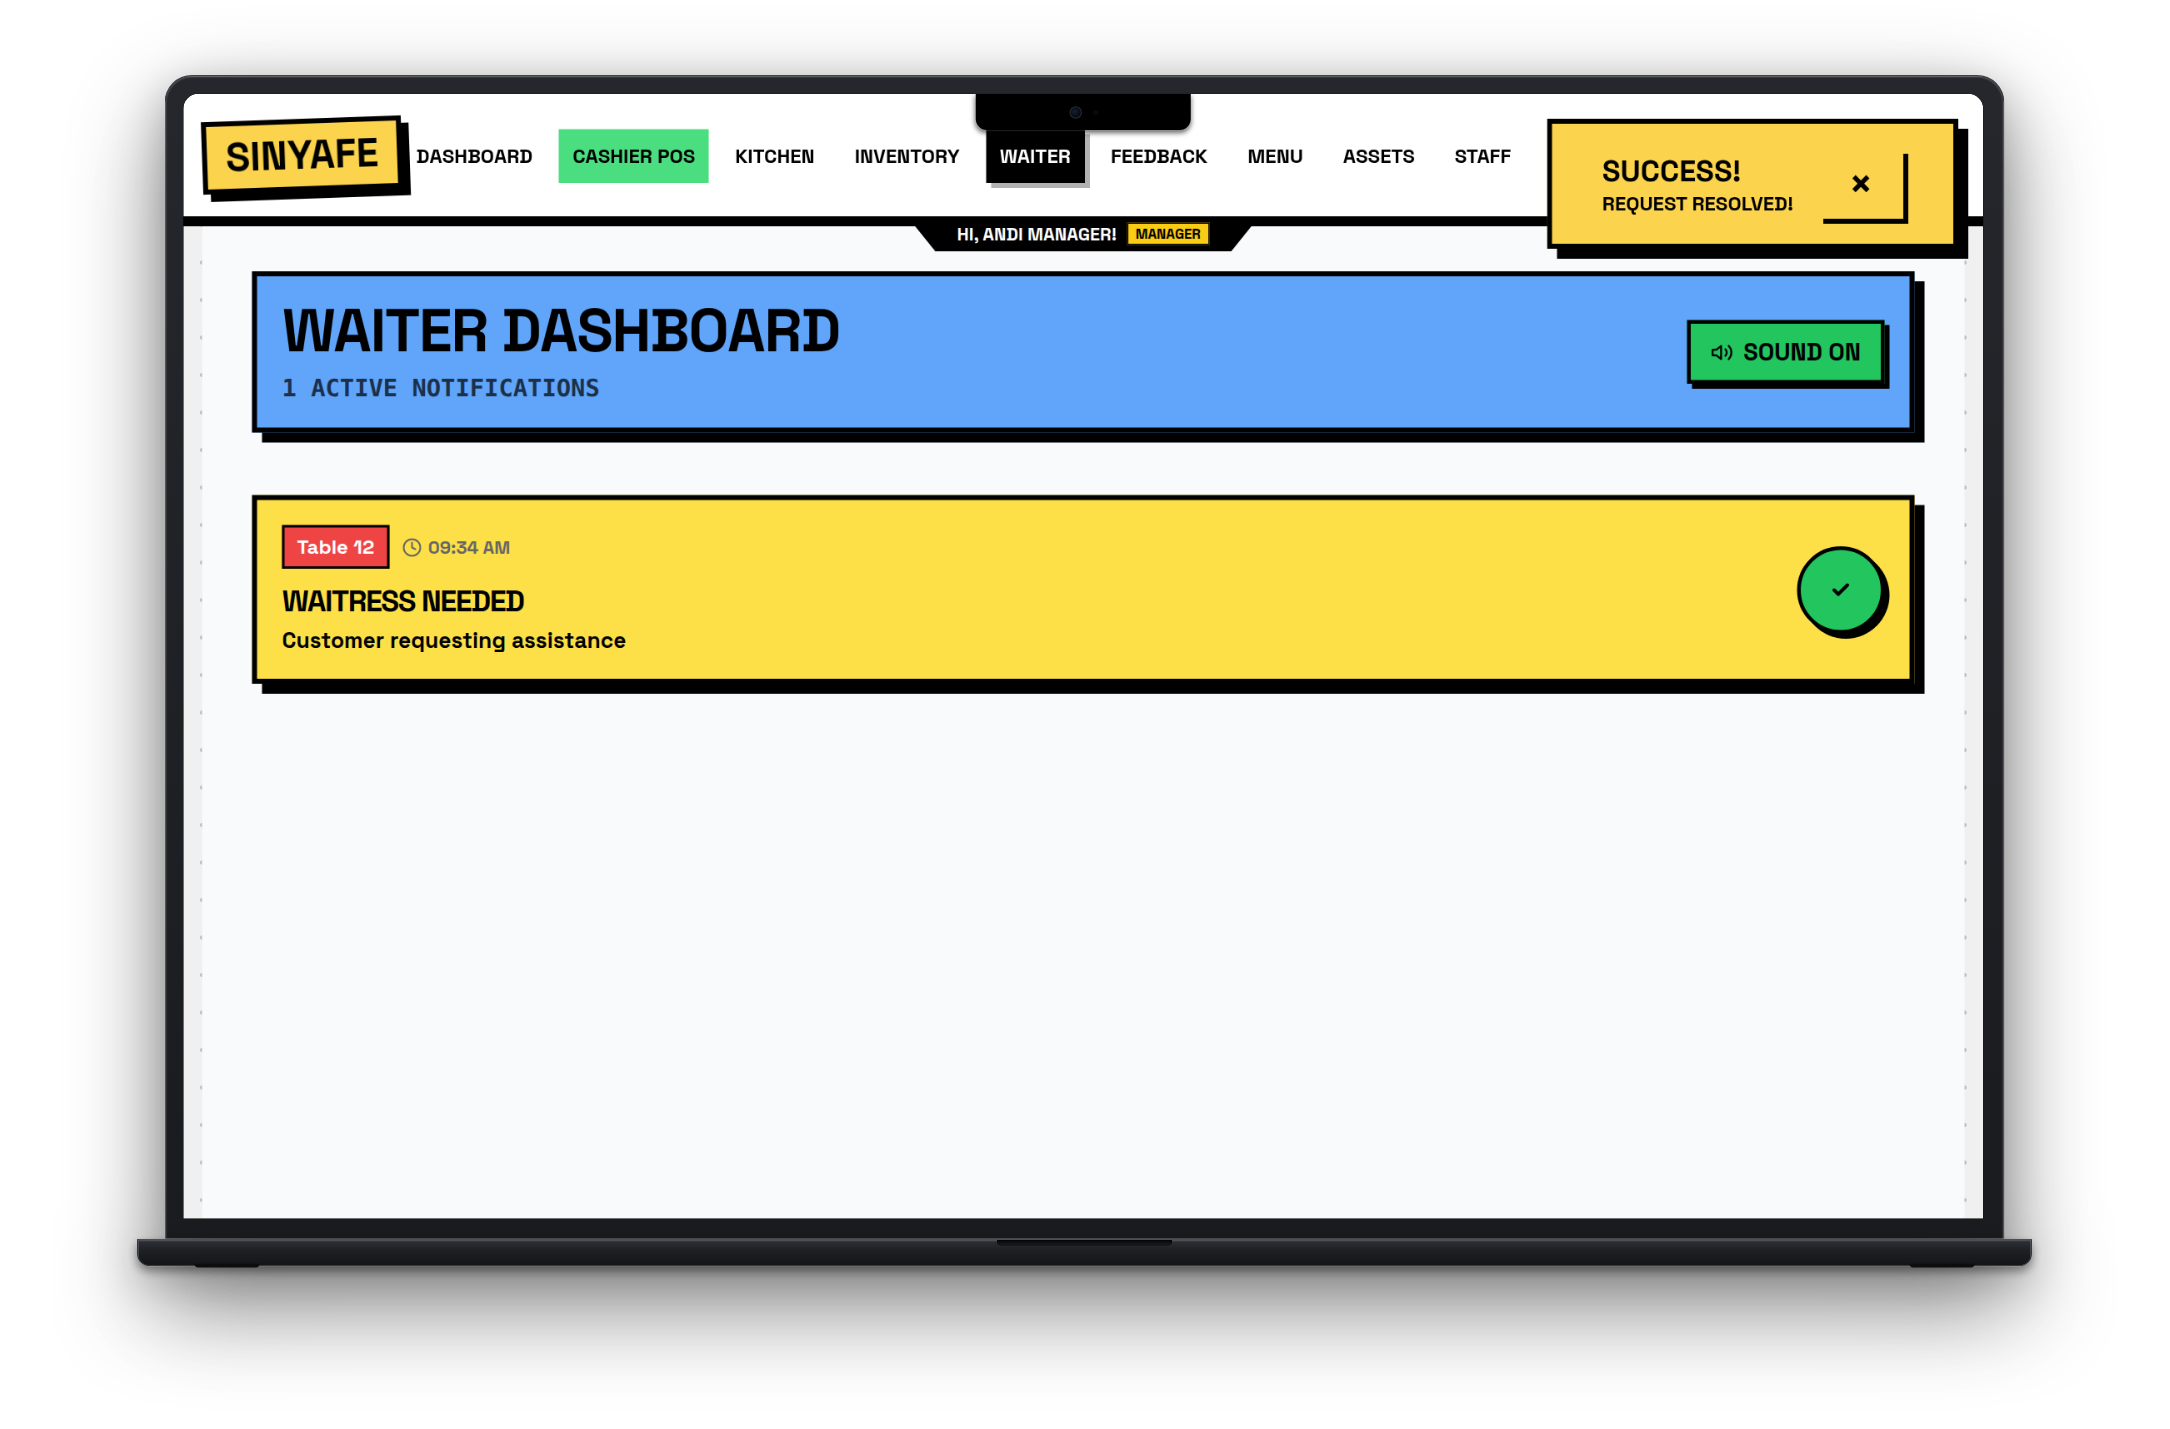 SINYAFE
DASHBOARD
CASHIER POS
KITCHEN
INVENTORY
WAITER
FEEDBACK
MENU
ASSETS
STAFF
SUCCESS!
REQUEST RESOLVED!
HI, ANDI MANAGER!
MANAGER
WAITER DASHBOARD
1 ACTIVE NOTIFICATIONS
SOUND ON
Table 12
09:34 AM
WAITRESS NEEDED
Customer requesting assistance